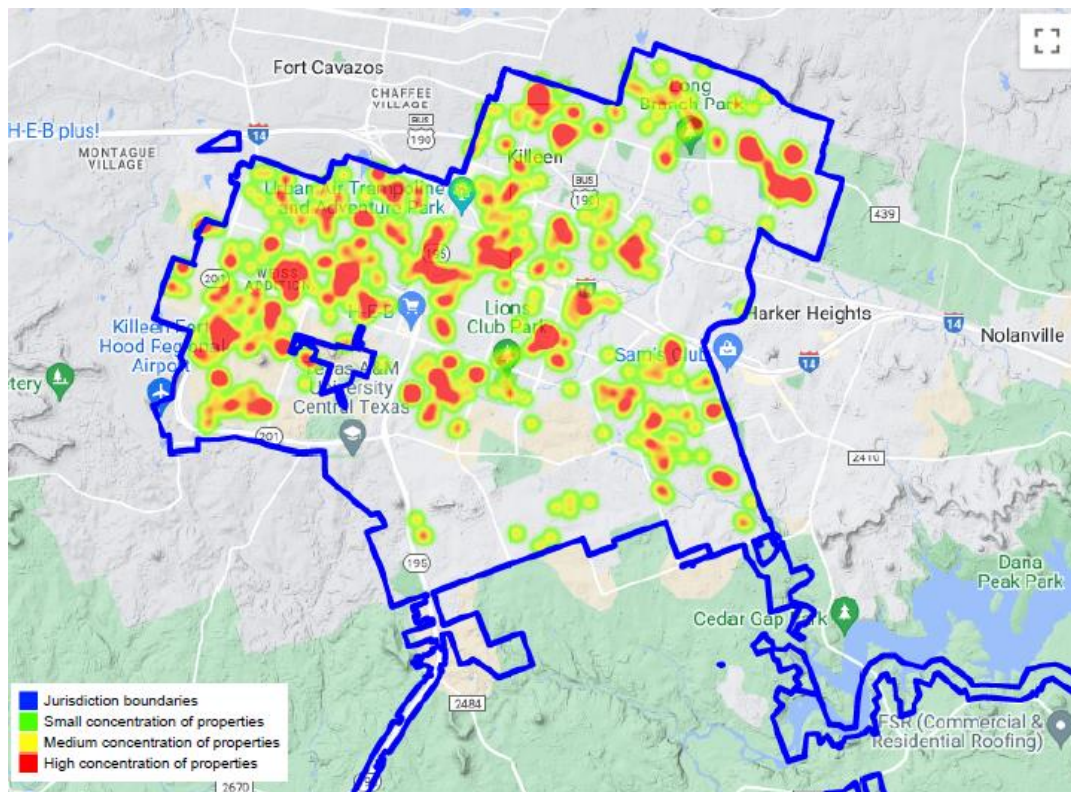 Fort Cavazos
CHAFFEE
VILLAGE
Long
Branch Park
H-E-B plus!
14
BUS
190
MONTAGUE
VILLAGE
Killeen
BUS
190
Urban Air Trampoline
and Adventure Park
439
195
201
WEISS
ADDITION
H-E-B
Lions
Club Park
Harker Heights
14
Nolanville
Killeen Fort
Hood Regional
Airport
Sam's Club
14
etery
Texas A&M
University
Central Texas
201
2410
195
Dana
Peak Park
Cedar Gap Park
2484
FSR (Commercial &
Residential Roofing)
Jurisdiction boundaries
Small concentration of properties
Medium concentration of properties
High concentration of properties
2670